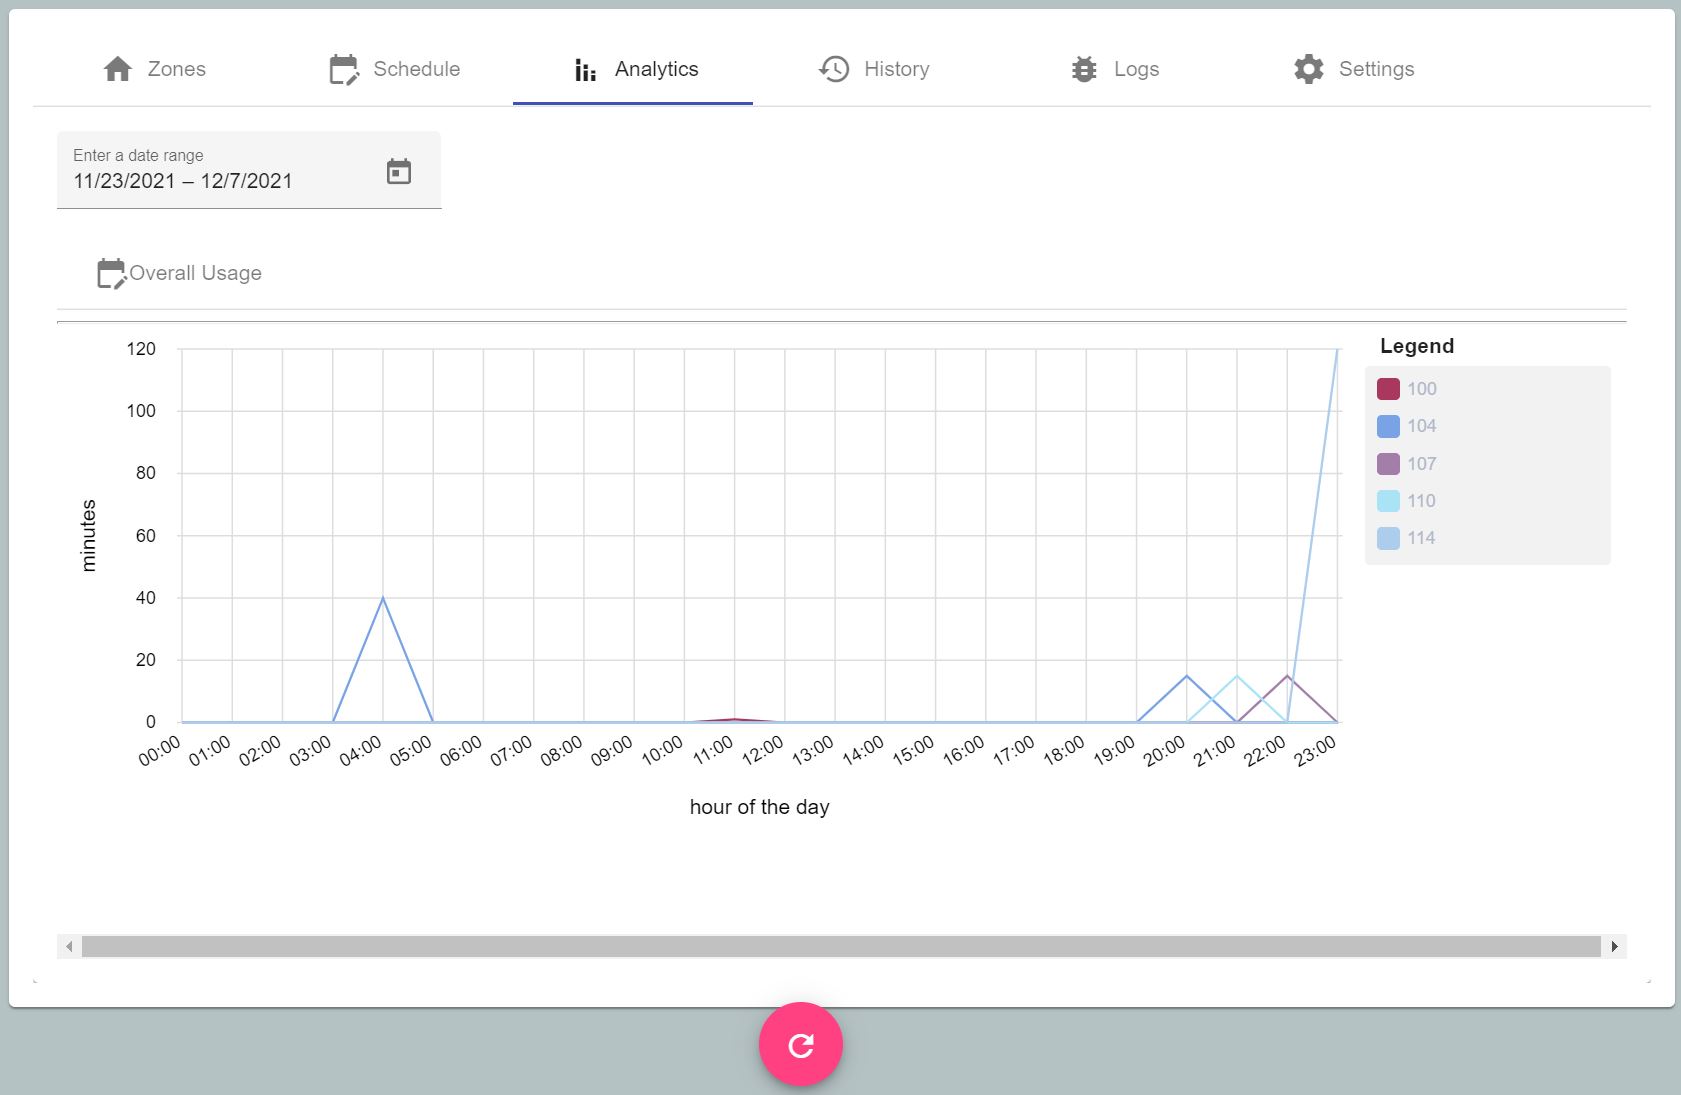 Zones Schedule Analytics History Logs Settings
Enter a date range
11/23/2021 – 12/7/2021
Overall Usage
120
100
80
60
40
20
0
minutes
00:00 01:00 02:00 03:00 04:00 05:00 06:00 07:00 08:00 09:00 10:00 11:00 12:00 13:00 14:00 15:00 16:00 17:00 18:00 19:00 20:00 21:00 22:00 23:00
hour of the day
Legend
100
104
107
110
114